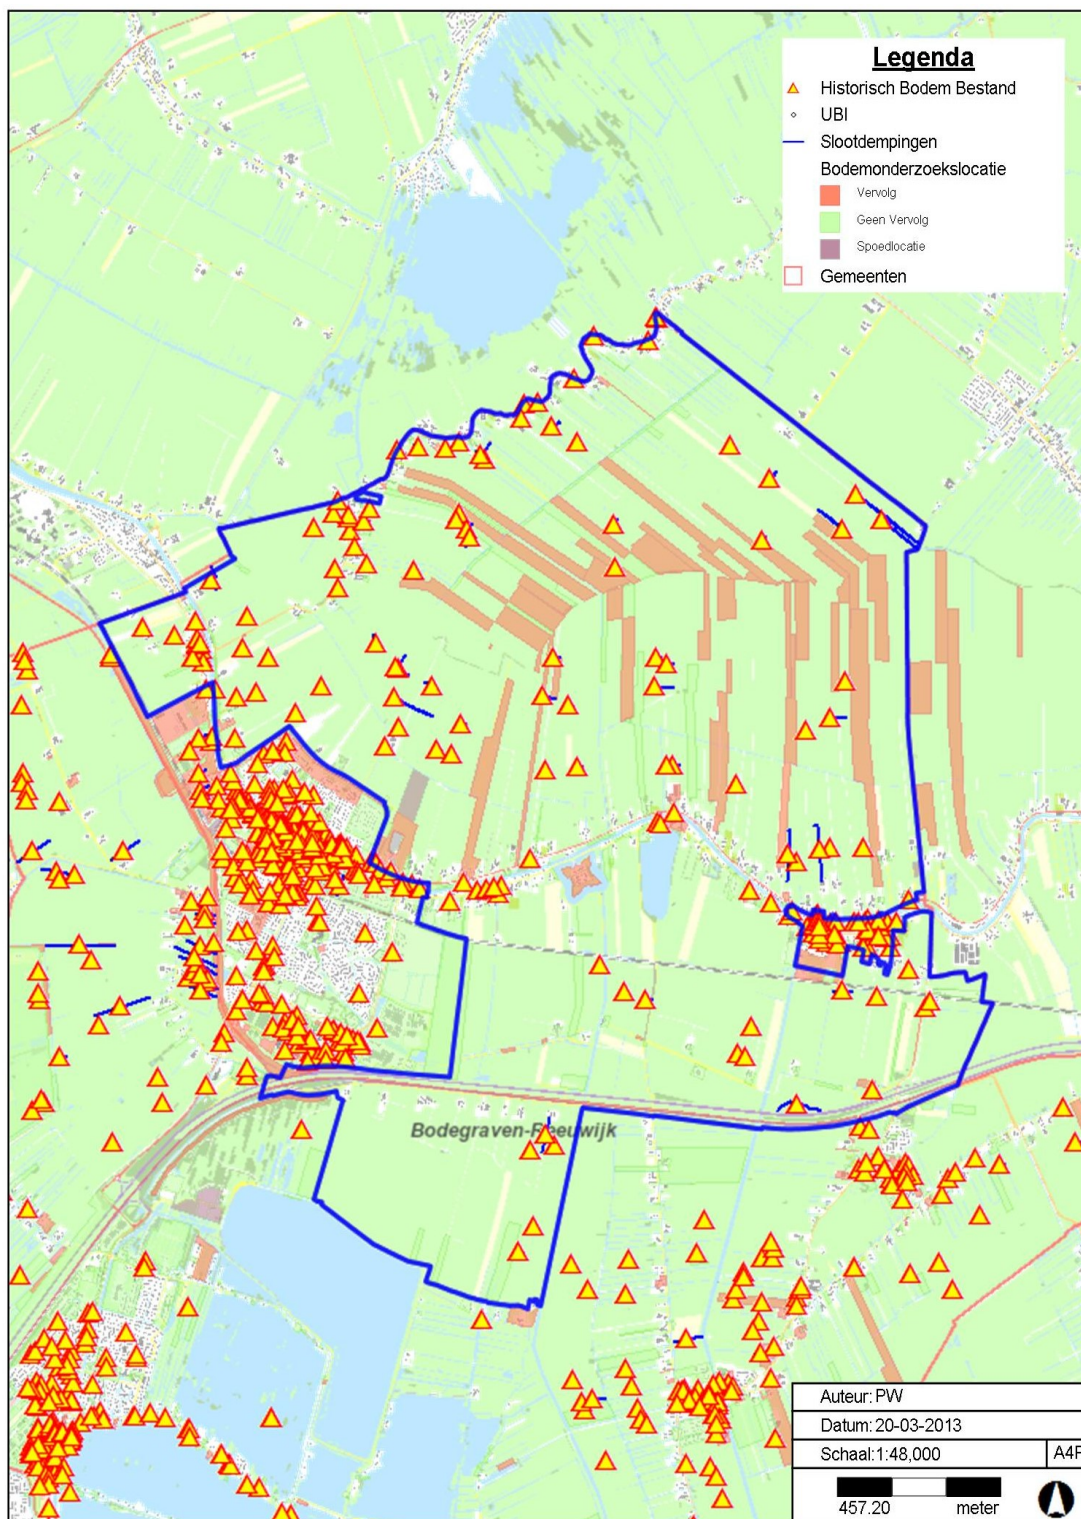 Legenda
Historisch Bodem Bestand
UBI
Slootdempingen
Bodemonderzoekslocatie
Vervolg
Geen Vervolg
Spoedlocatie
Gemeenten
Bodegraven-Reeuwijk
Auteur: PW
Datum: 20-03-2013
Schaal:1:48,000
A4P
457.20 meter